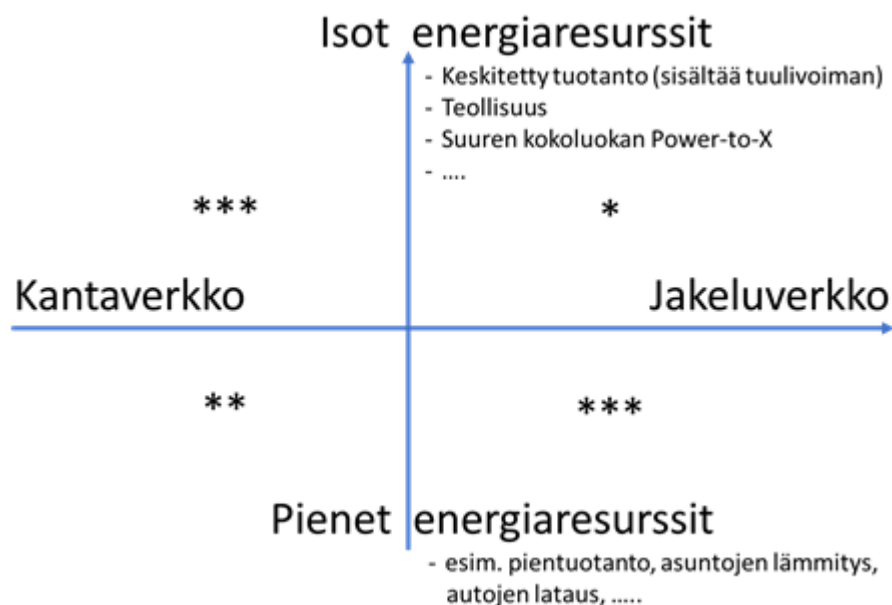 Isot energiaresurssit
- Keskitetty tuotanto (sisältää tuulivoiman)
- Teollisuus
- Suuren kokoluokan Power-to-X
- ....
*** *
Kantaverkko Jakeluverkko
** ***
Pienet energiaresurssit
- esim. pientuotanto, asuntojen lämmitys,
autojen lataus, .....